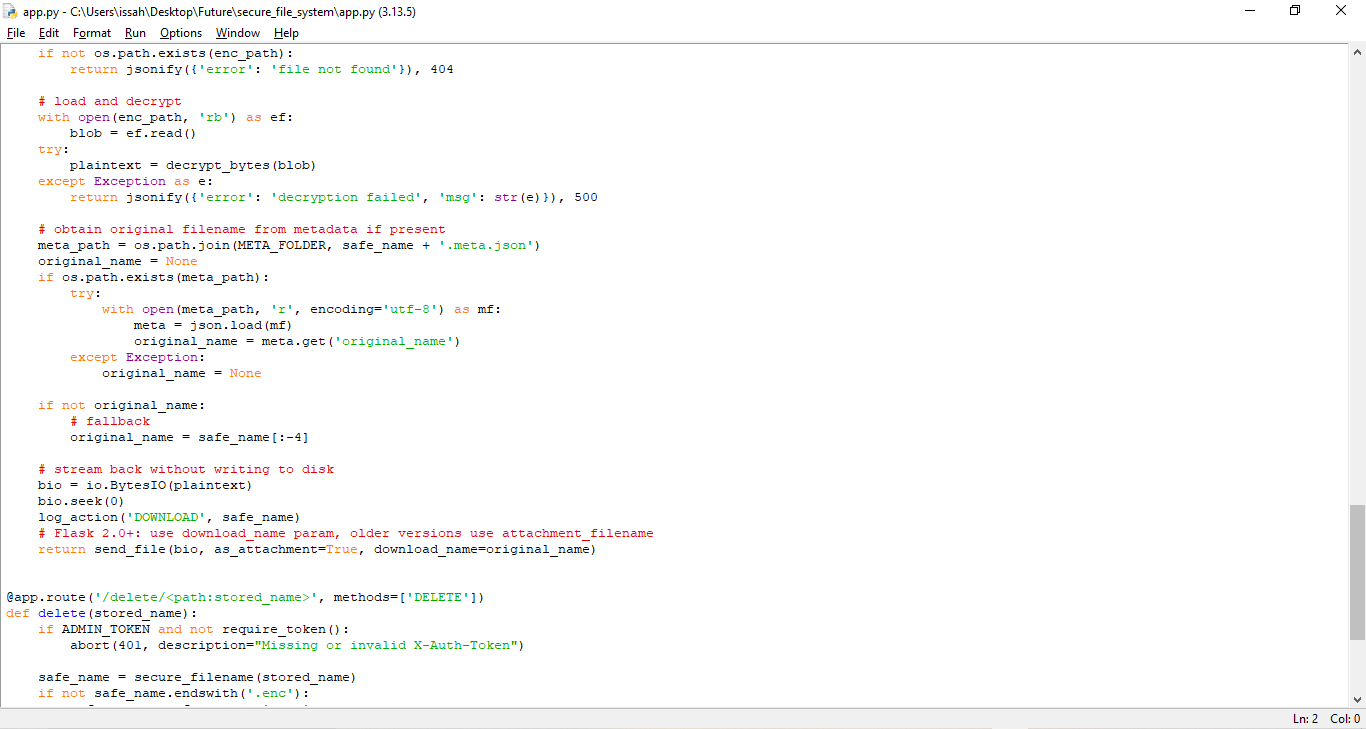 app.py - C:\Users\issah\Desktop\Future\secure_file_system\app.py (3.13.5)
File Edit Format Run Options Window Help
    if not os.path.exists(enc_path):
        return jsonify({'error': 'file not found'}), 404

    # load and decrypt
    with open(enc_path, 'rb') as ef:
        blob = ef.read()
    try:
        plaintext = decrypt_bytes(blob)
    except Exception as e:
        return jsonify({'error': 'decryption failed', 'msg': str(e)}), 500

    # obtain original filename from metadata if present
    meta_path = os.path.join(META_FOLDER, safe_name + '.meta.json')
    original_name = None
    if os.path.exists(meta_path):
        try:
            with open(meta_path, 'r', encoding='utf-8') as mf:
                meta = json.load(mf)
                original_name = meta.get('original_name')
        except Exception:
            original_name = None

    if not original_name:
        # fallback
        original_name = safe_name[:-4]

    # stream back without writing to disk
    bio = io.BytesIO(plaintext)
    bio.seek(0)
    log_action('DOWNLOAD', safe_name)
    # Flask 2.0+: use download_name param, older versions use attachment_filename
    return send_file(bio, as_attachment=True, download_name=original_name)


@app.route('/delete/<path:stored_name>', methods=['DELETE'])
def delete(stored_name):
    if ADMIN_TOKEN and not require_token():
        abort(401, description="Missing or invalid X-Auth-Token")

    safe_name = secure_filename(stored_name)
    if not safe_name.endswith('.enc'):
Ln: 2 Col: 0